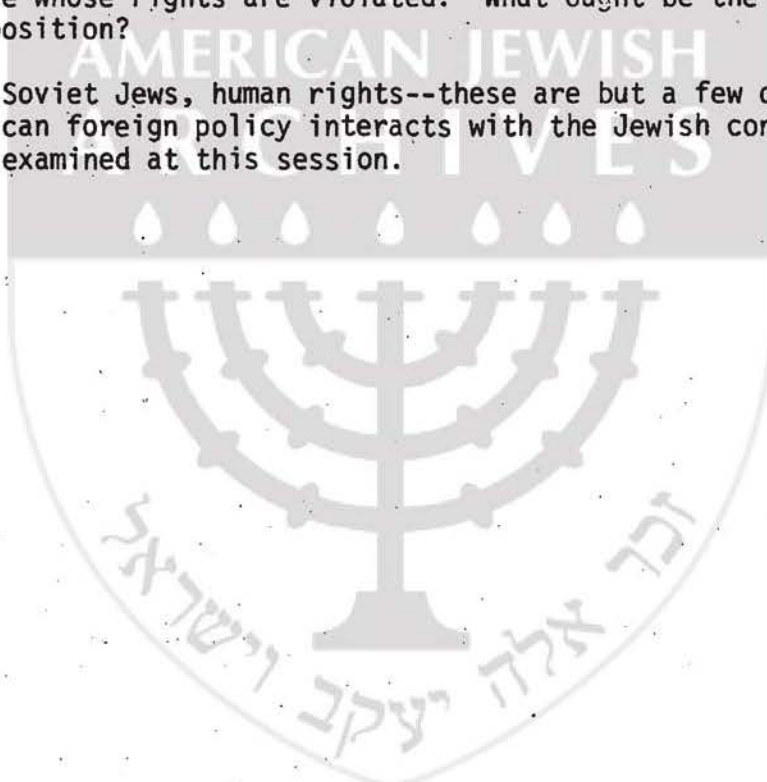 e whose rights are violated. What ought be the
osition?
AMERICAN JEWISH
Soviet Jews, human rights--these are but a few o
can foreign policy interacts with the Jewish con
ARCHIVES
examined at this session.
זכר אלה יעקב וישראל